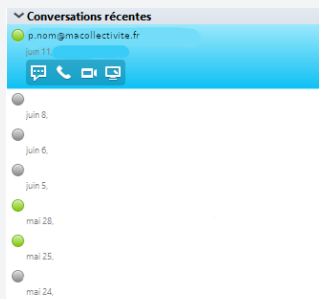 Conversations récentes
p.nom@macollectivite.fr
juin 11,
juin 8,
juin 6,
juin 5,
mai 28,
mai 25,
mai 24,